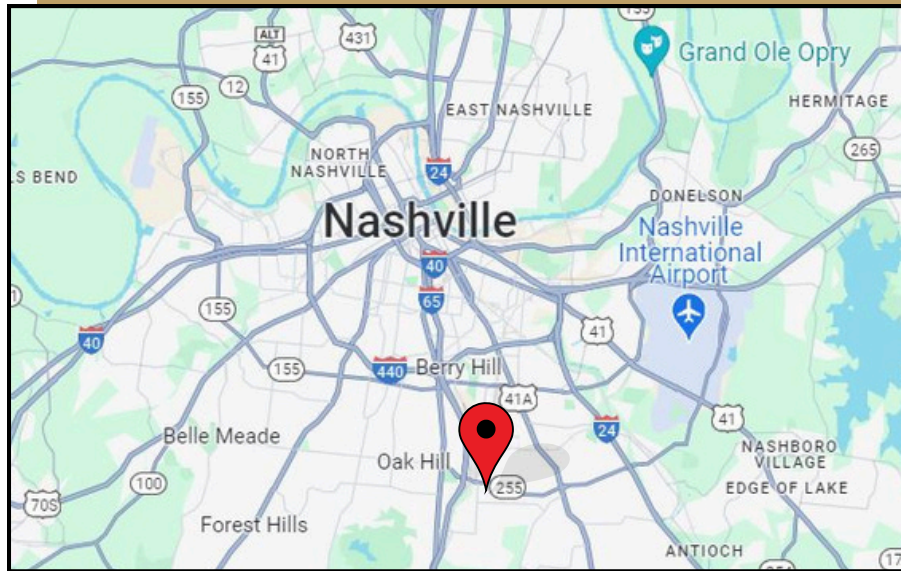 155
ALT
41
431
Grand Ole Opry
155
12
EAST NASHVILLE
HERMITAGE
265
NORTH
NASHVILLE
S BEND
24
DONELSON
Nashville
Nashville
International
Airport
40
65
155
41
40
155
440
Berry Hill
41A
41
24
Belle Meade
Oak Hill
NASHBORO
VILLAGE
100
255
EDGE OF LAKE
70S
Forest Hills
ANTIOCH
17